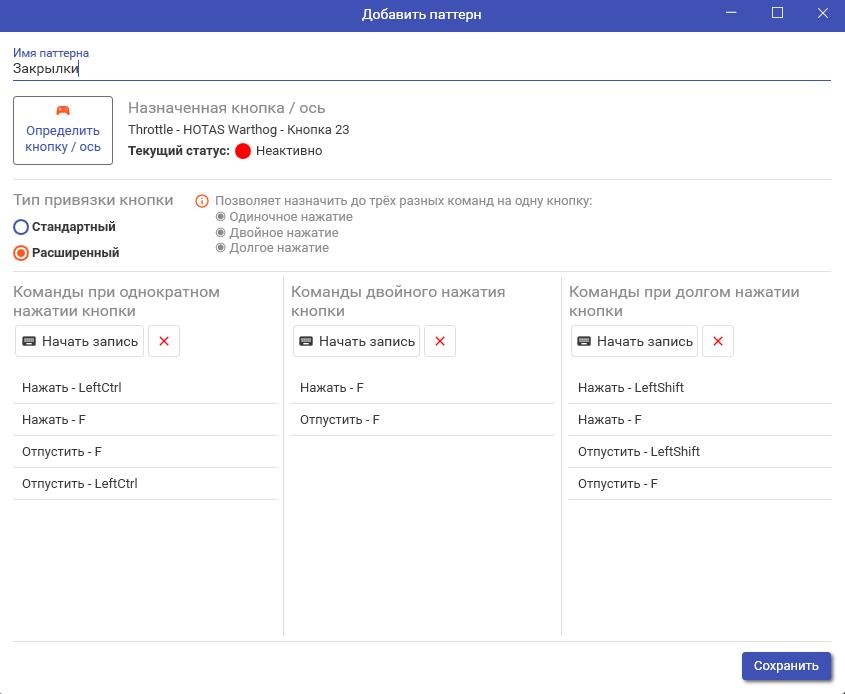 Добавить паттерн
Имя паттерна
Закрылки
Определить
кнопку / ось
Назначенная кнопка / ось
Throttle - HOTAS Warthog - Кнопка 23
Текущий статус: Неактивно
Тип привязки кнопки
Стандартный
Расширенный
Позволяет назначить до трёх разных команд на одну кнопку:
Одиночное нажатие
Двойное нажатие
Долгое нажатие
Команды при однократном
нажатии кнопки
Начать запись
Нажать - LeftCtrl
Нажать - F
Отпустить - F
Отпустить - LeftCtrl
Команды двойного нажатия
кнопки
Начать запись
Нажать - F
Отпустить - F
Команды при долгом нажатии
кнопки
Начать запись
Нажать - LeftShift
Нажать - F
Отпустить - LeftShift
Отпустить - F
Сохранить